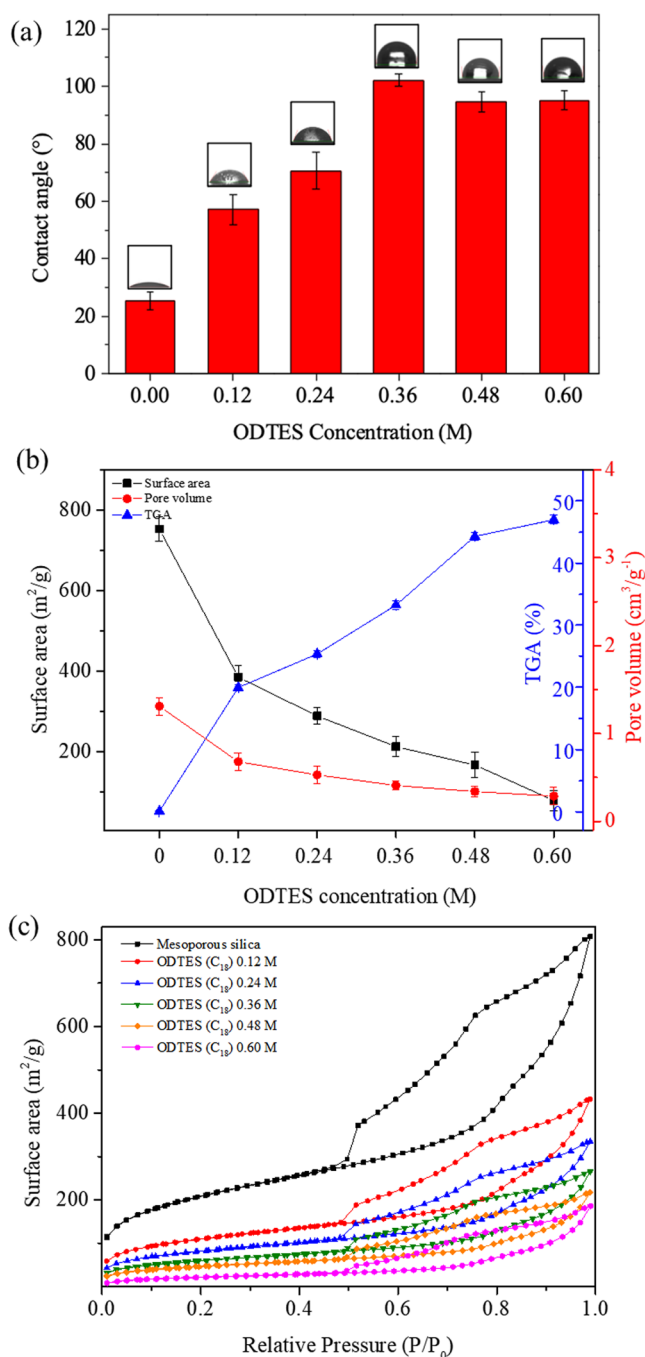 (a)
120
100
80
60
40
20
0
Contact angle (°)
0.00 0.12 0.24 0.36 0.48 0.60
ODTES Concentration (M)
(b)
Surface area
Pore volume
TGA
800
600
400
200
Surface area (m²/g)
50
40
30
20
10
0
TGA (%)
4
3
2
1
0
Pore volume (cm³/g⁻¹)
0 0.12 0.24 0.36 0.48 0.60
ODTES concentration (M)
(c)
Mesoporous silica
ODTES (C₁₈) 0.12 M
ODTES (C₁₈) 0.24 M
ODTES (C₁₈) 0.36 M
ODTES (C₁₈) 0.48 M
ODTES (C₁₈) 0.60 M
800
600
400
200
0
Surface area (m²/g)
0.0 0.2 0.4 0.6 0.8 1.0
Relative Pressure (P/P₀)